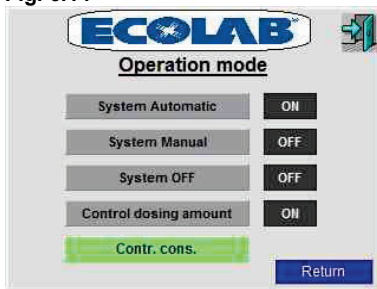 ECOLAB
Operation mode
System Automatic ON
System Manual OFF
System OFF OFF
Control dosing amount ON
Contr. cons.
Return